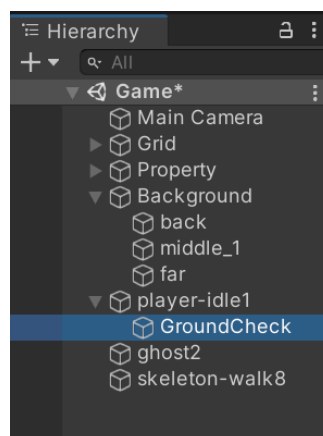 Hierarchy
All
Game*
Main Camera
Grid
Property
Background
back
middle_1
far
player-idle1
GroundCheck
ghost2
skeleton-walk8